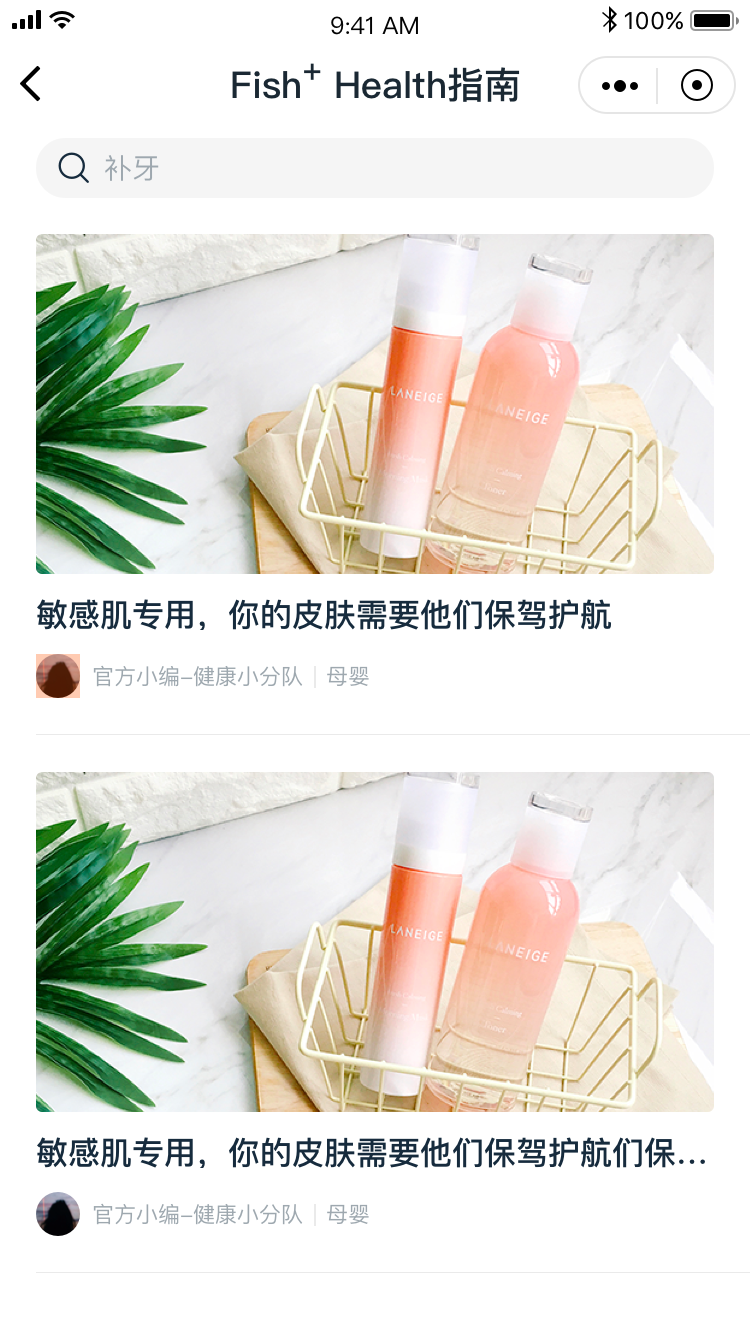 9:41 AM
100%
Fish⁺ Health指南
补牙
LANEIGE
LANEIGE
Calming
Toner
敏感肌专用，你的皮肤需要他们保驾护航
官方小编-健康小分队
母婴
LANEIGE
LANEIGE
Calming
Toner
敏感肌专用，你的皮肤需要他们保驾护航们保...
官方小编-健康小分队
母婴